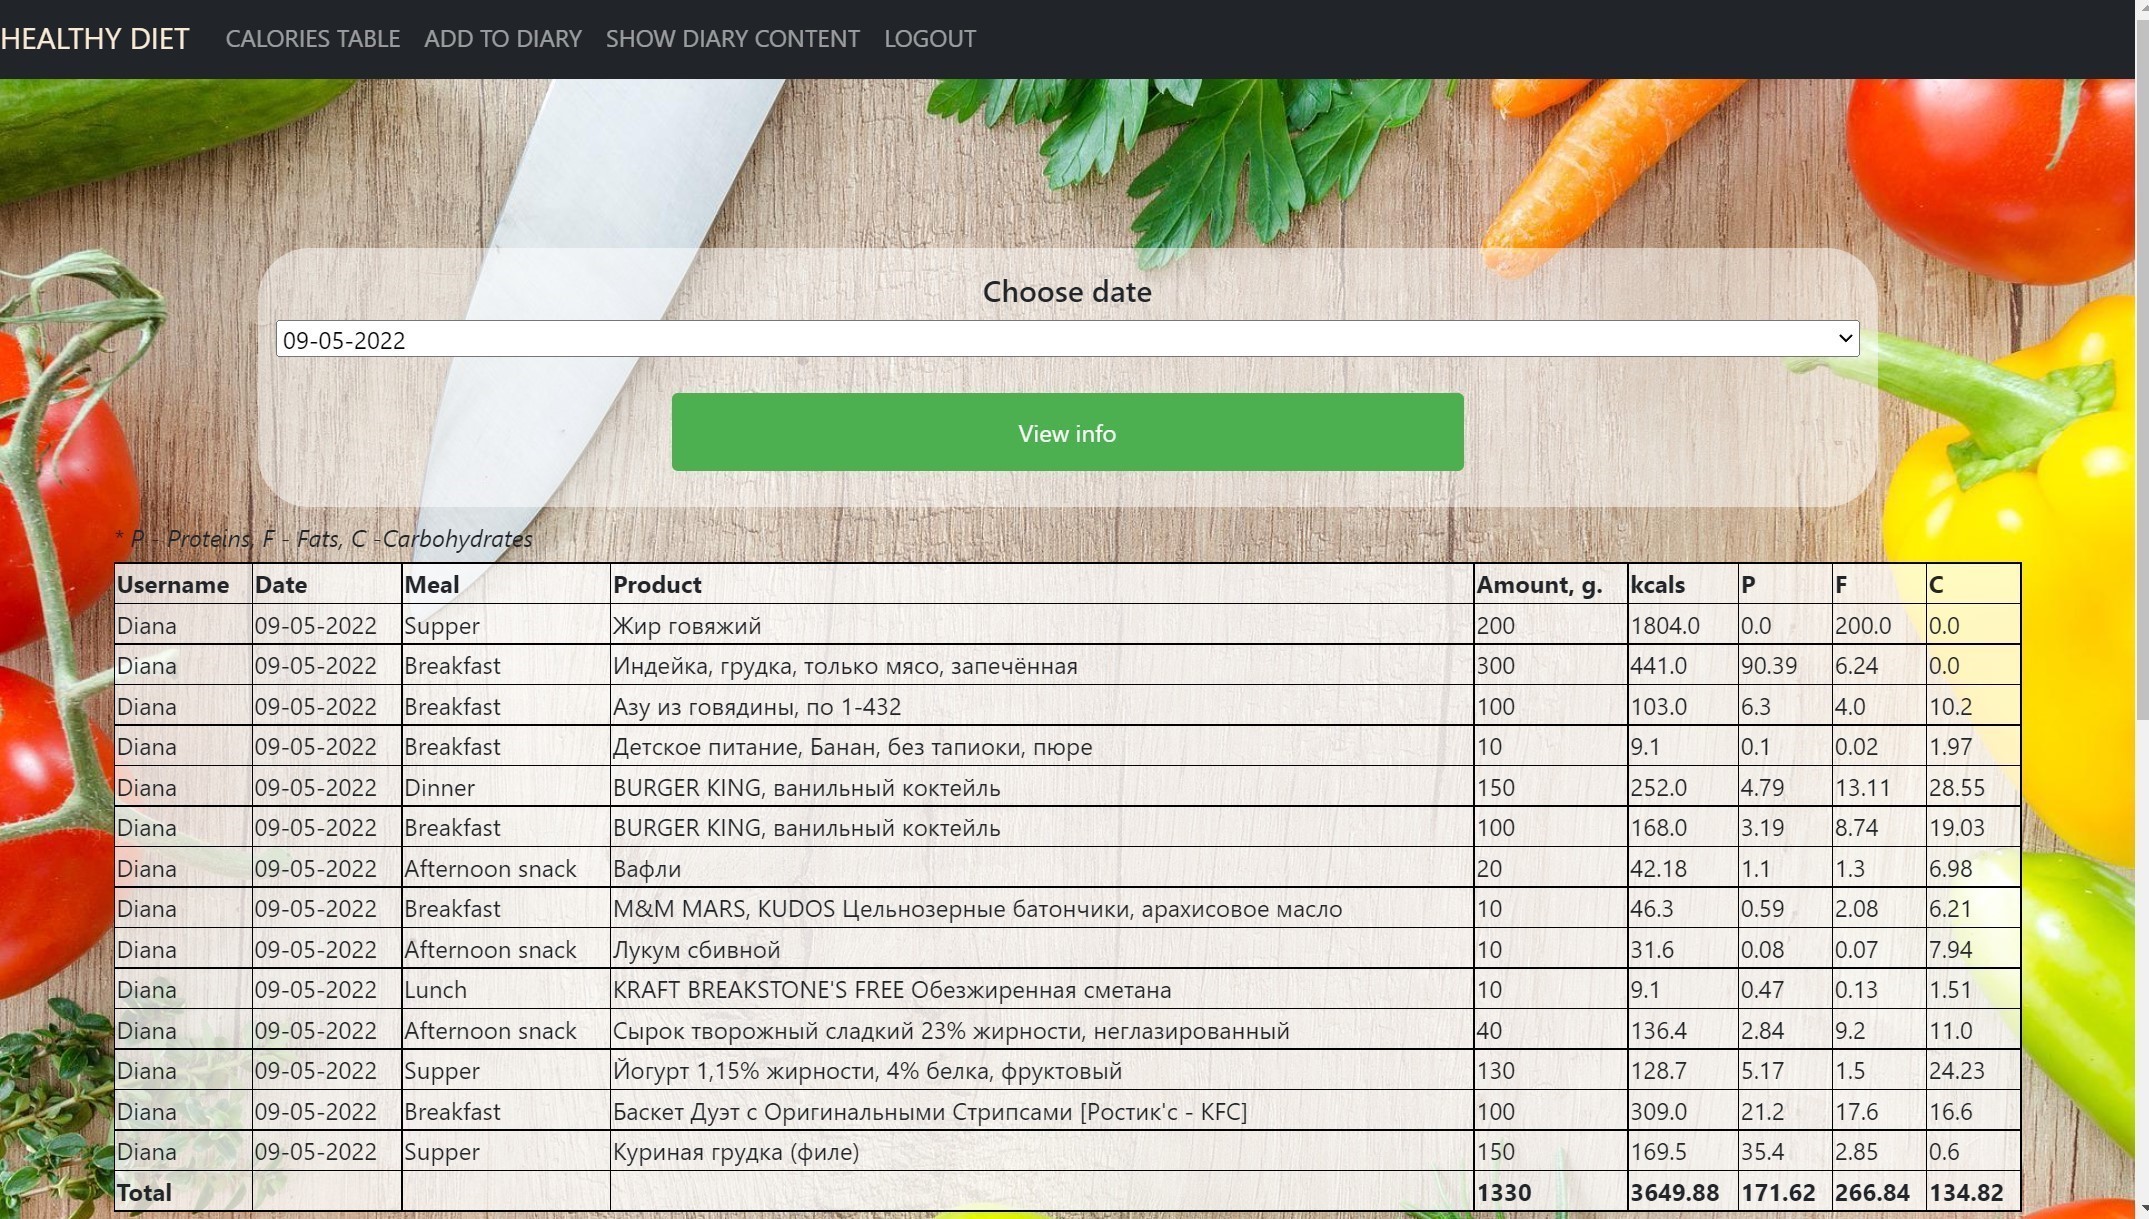 HEALTHY DIET CALORIES TABLE ADD TO DIARY SHOW DIARY CONTENT LOGOUT
Choose date
09-05-2022
View info
* P - Proteins, F - Fats, C -Carbohydrates
Username Date Meal Product Amount, g. kcals P F C
Diana 09-05-2022 Supper Жир говяжий 200 1804.0 0.0 200.0 0.0
Diana 09-05-2022 Breakfast Индейка, грудка, только мясо, запечённая 300 441.0 90.39 6.24 0.0
Diana 09-05-2022 Breakfast Азу из говядины, по 1-432 100 103.0 6.3 4.0 10.2
Diana 09-05-2022 Breakfast Детское питание, Банан, без тапиоки, пюре 10 9.1 0.1 0.02 1.97
Diana 09-05-2022 Dinner BURGER KING, ванильный коктейль 150 252.0 4.79 13.11 28.55
Diana 09-05-2022 Breakfast BURGER KING, ванильный коктейль 100 168.0 3.19 8.74 19.03
Diana 09-05-2022 Afternoon snack Вафли 20 42.18 1.1 1.3 6.98
Diana 09-05-2022 Breakfast M&M MARS, KUDOS Цельнозерные батончики, арахисовое масло 10 46.3 0.59 2.08 6.21
Diana 09-05-2022 Afternoon snack Лукум сбивной 10 31.6 0.08 0.07 7.94
Diana 09-05-2022 Lunch KRAFT BREAKSTONE'S FREE Обезжиренная сметана 10 9.1 0.47 0.13 1.51
Diana 09-05-2022 Afternoon snack Сырок творожный сладкий 23% жирности, неглазированный 40 136.4 2.84 9.2 11.0
Diana 09-05-2022 Supper Йогурт 1,15% жирности, 4% белка, фруктовый 130 128.7 5.17 1.5 24.23
Diana 09-05-2022 Breakfast Баскет Дуэт с Оригинальными Стрипсами [Ростик'с - KFC] 100 309.0 21.2 17.6 16.6
Diana 09-05-2022 Supper Куриная грудка (филе) 150 169.5 35.4 2.85 0.6
Total 1330 3649.88 171.62 266.84 134.82